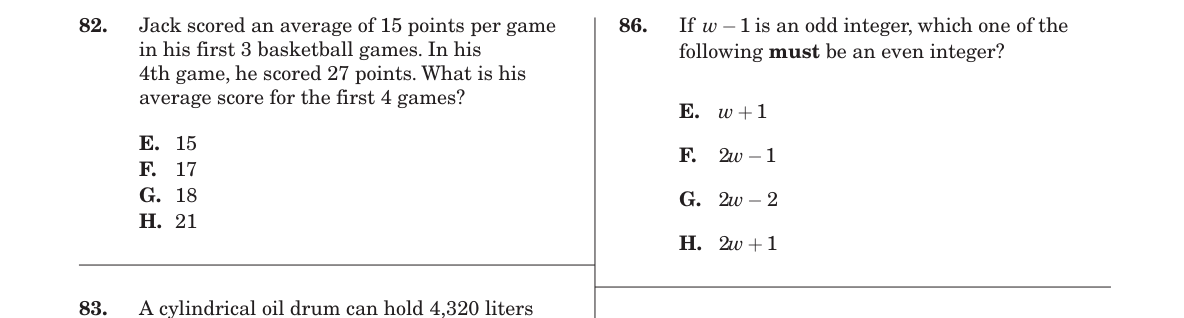 82. Jack scored an average of 15 points per game
in his first 3 basketball games. In his
4th game, he scored 27 points. What is his
average score for the first 4 games?
E. 15
F. 17
G. 18
H. 21
83. A cylindrical oil drum can hold 4,320 liters
86. If w – 1 is an odd integer, which one of the
following must be an even integer?
E. w + 1
F. 2w – 1
G. 2w – 2
H. 2w + 1